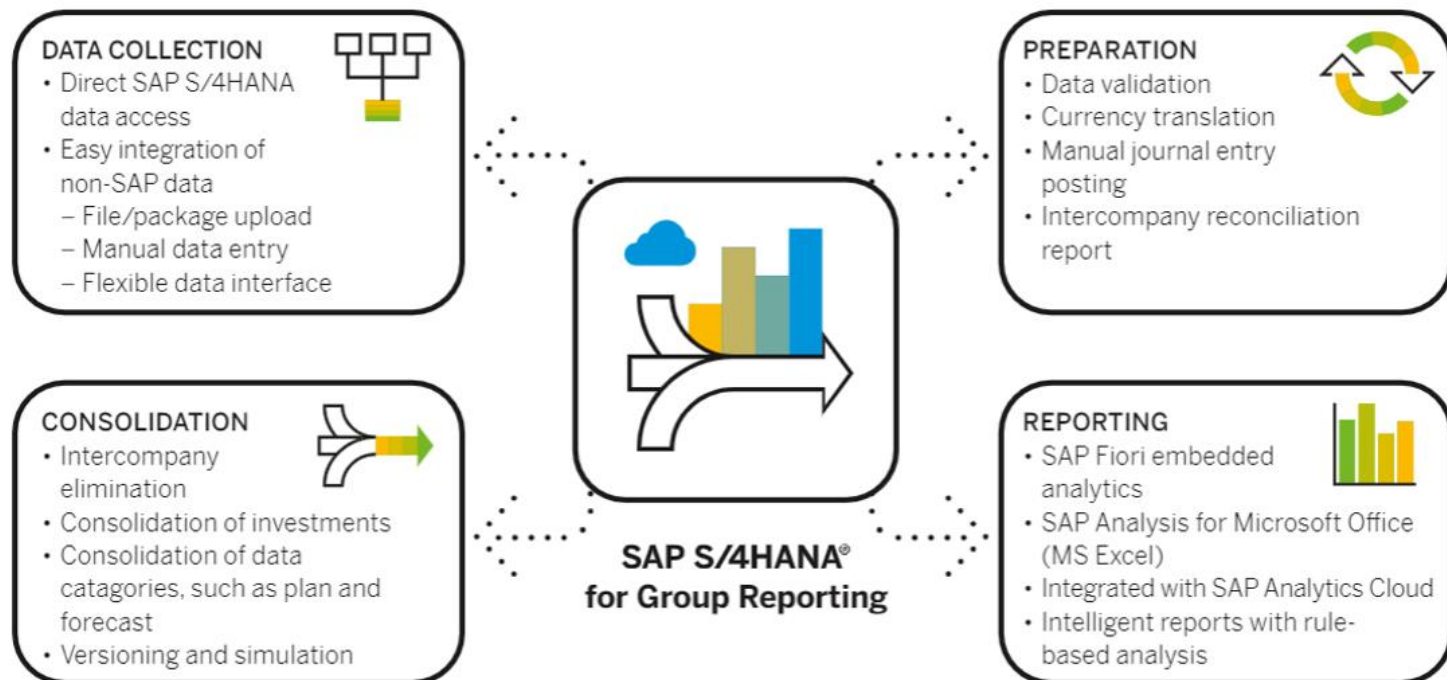 DATA COLLECTION
• Direct SAP S/4HANA
data access
• Easy integration of
non-SAP data
– File/package upload
– Manual data entry
– Flexible data interface
PREPARATION
• Data validation
• Currency translation
• Manual journal entry
posting
• Intercompany reconciliation
report
CONSOLIDATION
• Intercompany
elimination
• Consolidation of investments
• Consolidation of data
catagories, such as plan and
forecast
• Versioning and simulation
SAP S/4HANA®
for Group Reporting
REPORTING
• SAP Fiori embedded
analytics
• SAP Analysis for Microsoft Office
(MS Excel)
• Integrated with SAP Analytics Cloud
• Intelligent reports with rule-
based analysis